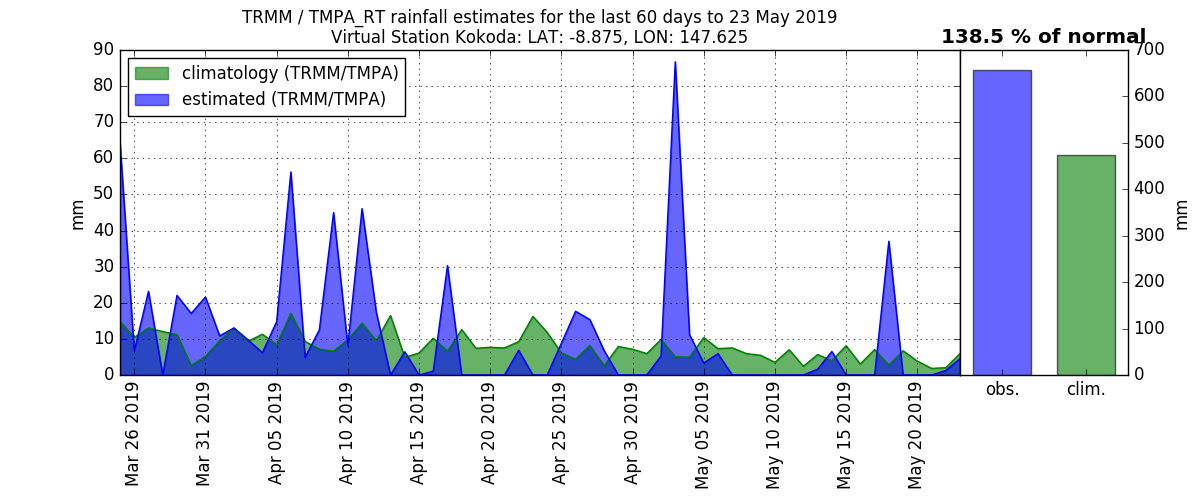 TRMM / TMPA_RT rainfall estimates for the last 60 days to 23 May 2019
Virtual Station Kokoda: LAT: -8.875, LON: 147.625
138.5 % of normal
climatology (TRMM/TMPA)
estimated (TRMM/TMPA)
mm
90
80
70
60
50
40
30
20
10
0
Mar 26 2019
Mar 31 2019
Apr 05 2019
Apr 10 2019
Apr 15 2019
Apr 20 2019
Apr 25 2019
Apr 30 2019
May 05 2019
May 10 2019
May 15 2019
May 20 2019
obs.
clim.
700
600
500
400
300
200
100
0
mm